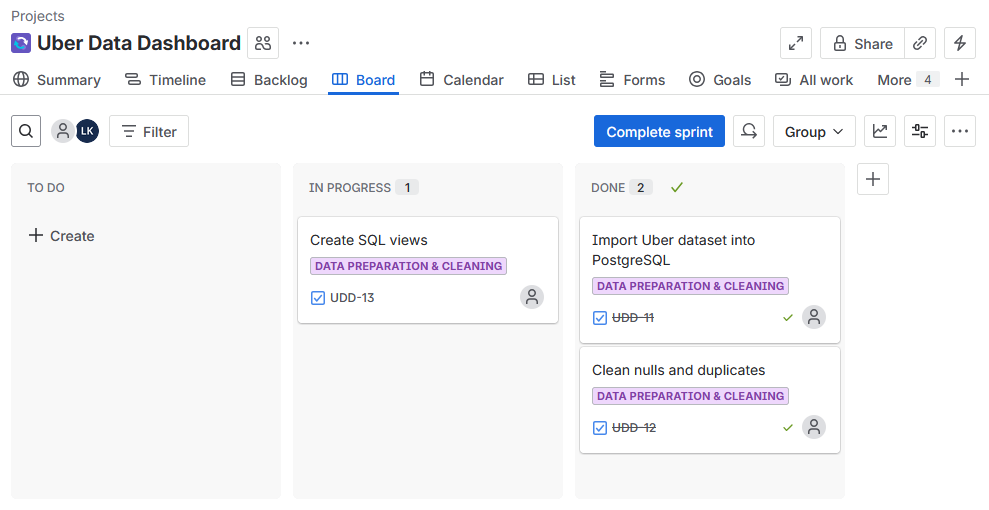 Projects
Uber Data Dashboard
Share
Summary Timeline Backlog Board Calendar List Forms Goals All work More 4
LK Filter Complete sprint Group
TO DO
Create
IN PROGRESS 1
Create SQL views
DATA PREPARATION & CLEANING
UDD-13
DONE 2
Import Uber dataset into
PostgreSQL
DATA PREPARATION & CLEANING
UDD-11
Clean nulls and duplicates
DATA PREPARATION & CLEANING
UDD-12